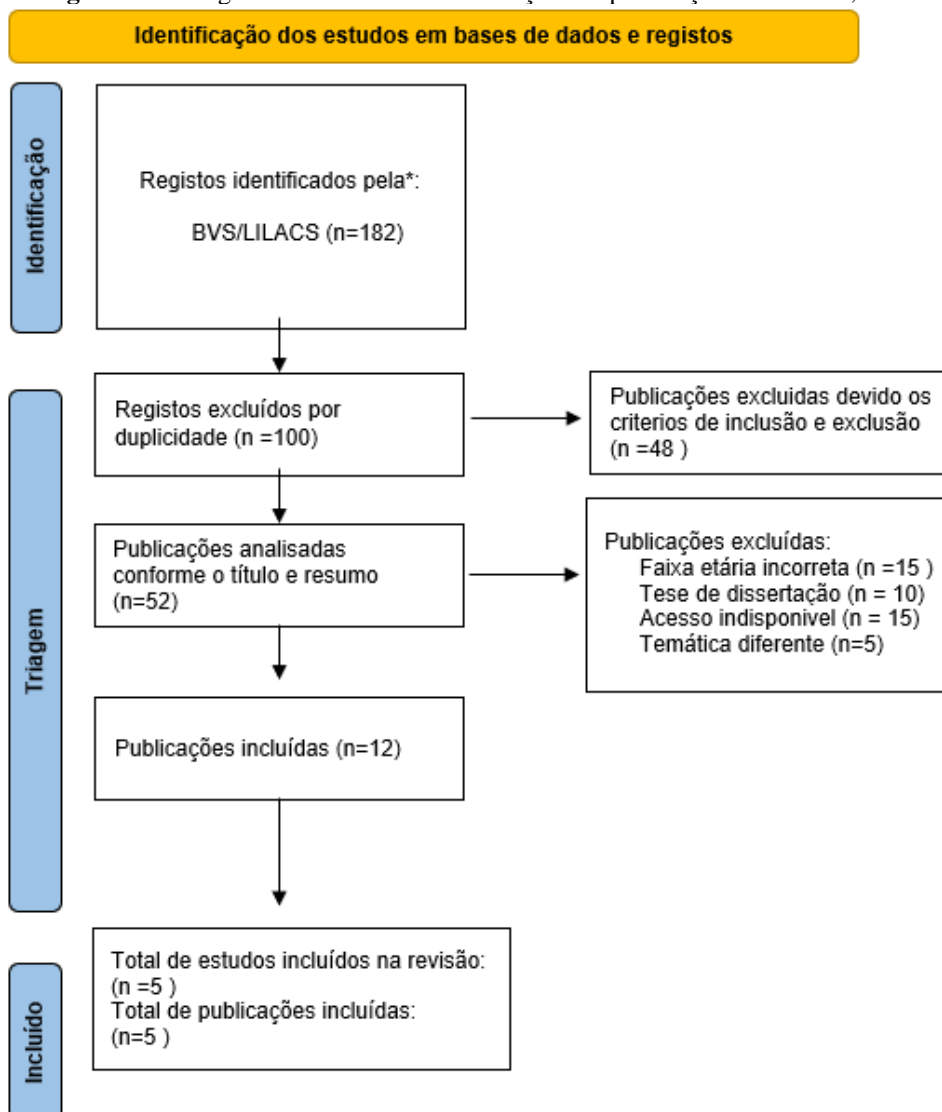 Identificação dos estudos em bases de dados e registos
Identificação
Registos identificados pela*:
BVS/LILACS (n=182)
Triagem
Registos excluídos por
duplicidade (n =100)
Publicações excluidas devido os
criterios de inclusão e exclusão
(n =48 )
Publicações analisadas
conforme o título e resumo
(n=52)
Publicações excluídas:
Faixa etária incorreta (n =15 )
Tese de dissertação (n = 10)
Acesso indisponivel (n = 15)
Temática diferente (n=5)
Publicações incluídas (n=12)
Incluído
Total de estudos incluídos na revisão:
(n =5 )
Total de publicações incluídas:
(n=5 )